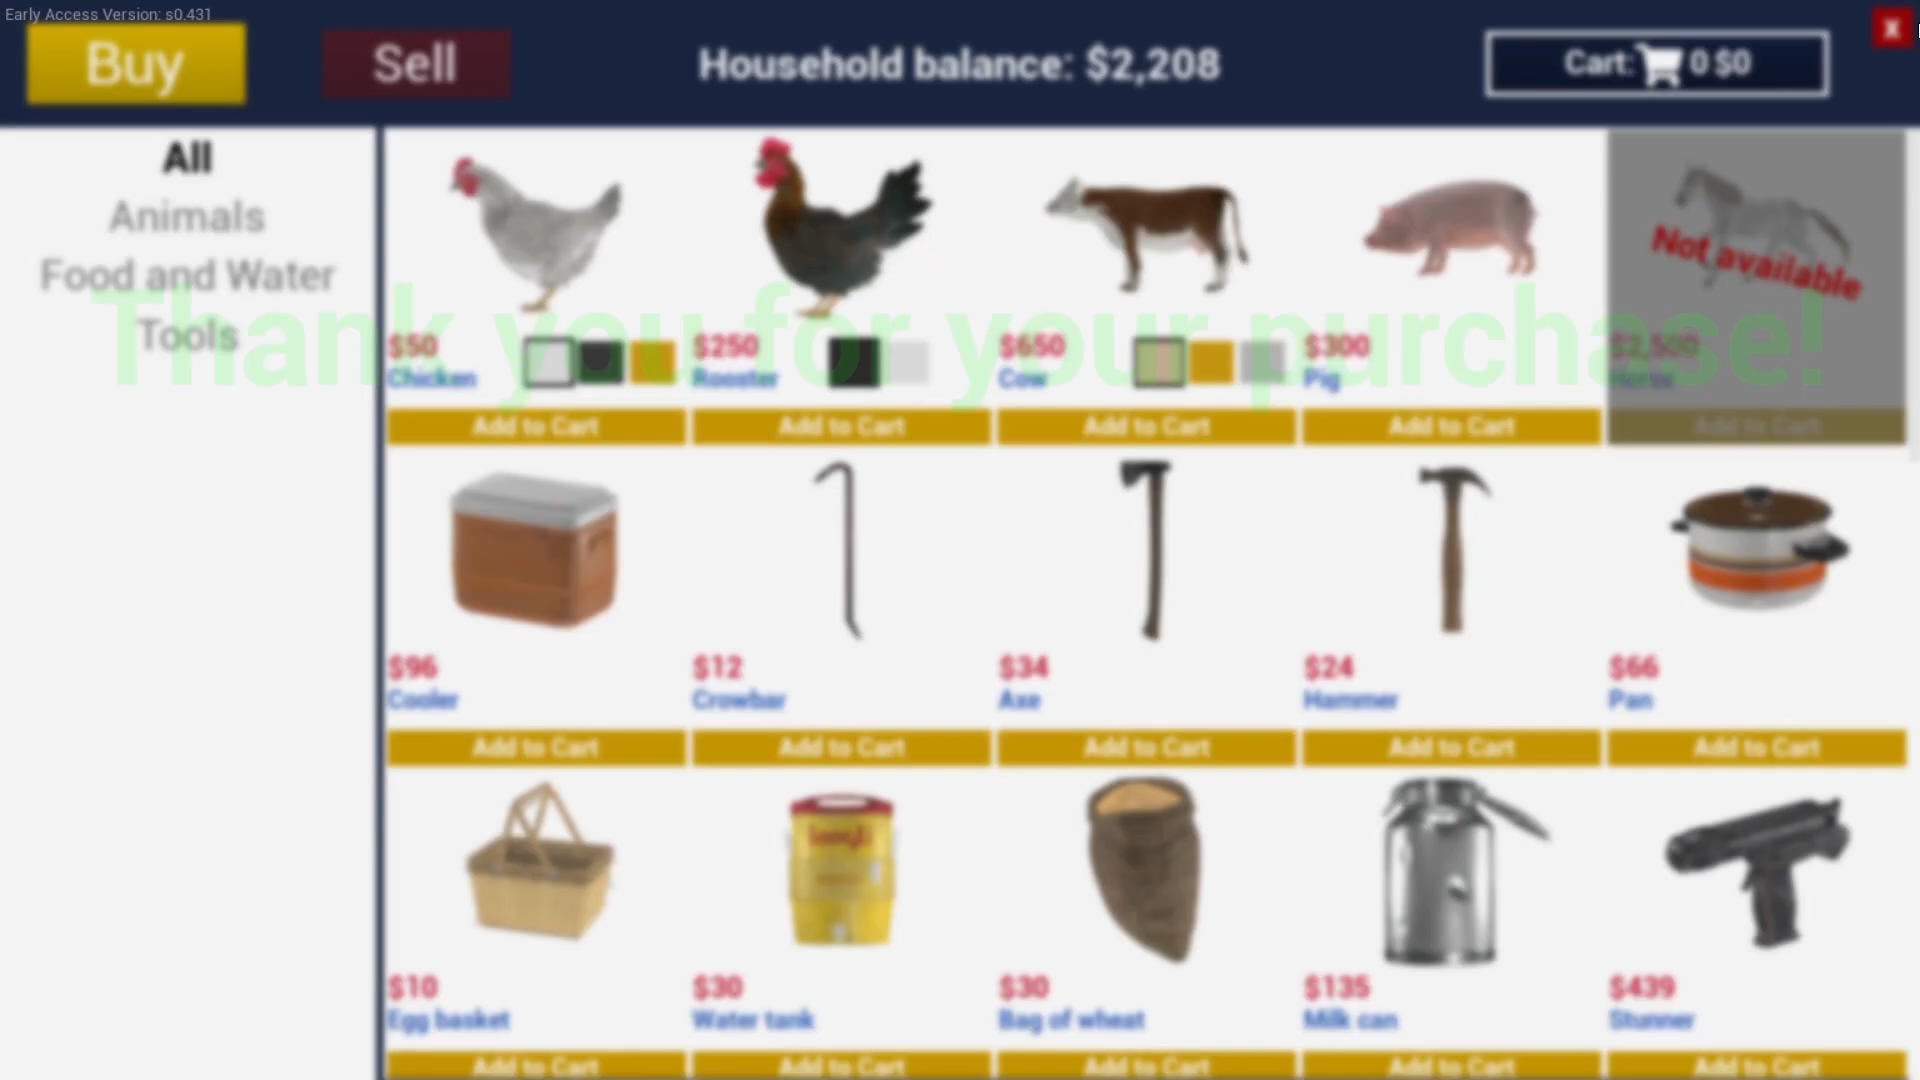 Early Access Version: s0.431
Buy
Sell
Household balance: $2,208
Cart: 0 $0
X
All
Animals
Food and Water
Tools
Thank you for your purchase!
$50
Chicken
Add to Cart
$250
Rooster
Add to Cart
$650
Cow
Add to Cart
$300
Pig
Add to Cart
Not available
Add to Cart
$96
Cooler
Add to Cart
$12
Crowbar
Add to Cart
$34
Axe
Add to Cart
$24
Hammer
Add to Cart
$66
Pan
Add to Cart
$10
Egg basket
Add to Cart
$30
Water tank
Add to Cart
$30
Bag of wheat
Add to Cart
$135
Milk can
Add to Cart
$439
Stunner
Add to Cart